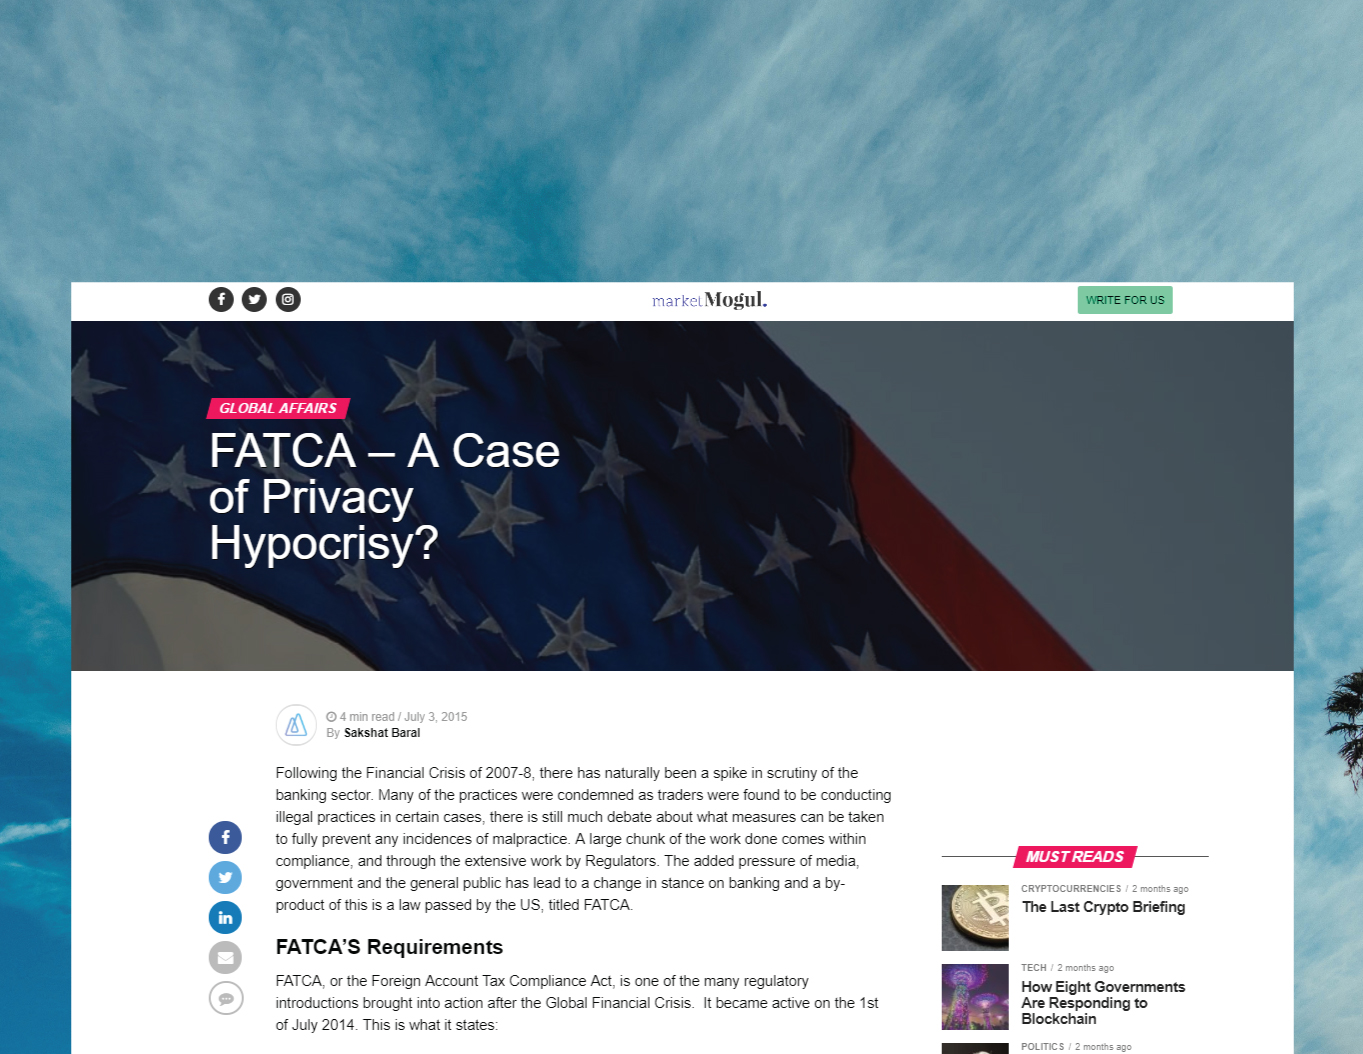 marketMogul.
WRITE FOR US
GLOBAL AFFAIRS
FATCA – A Case
of Privacy
Hypocrisy?
4 min read / July 3, 2015
By Sakshat Baral
Following the Financial Crisis of 2007-8, there has naturally been a spike in scrutiny of the
banking sector. Many of the practices were condemned as traders were found to be conducting
illegal practices in certain cases, there is still much debate about what measures can be taken
to fully prevent any incidences of malpractice. A large chunk of the work done comes within
compliance, and through the extensive work by Regulators. The added pressure of media,
government and the general public has lead to a change in stance on banking and a by-
product of this is a law passed by the US, titled FATCA.
FATCA’S Requirements
FATCA, or the Foreign Account Tax Compliance Act, is one of the many regulatory
introductions brought into action after the Global Financial Crisis.  It became active on the 1st
of July 2014. This is what it states:
MUST READS
CRYPTOCURRENCIES / 2 months ago
The Last Crypto Briefing
TECH / 2 months ago
How Eight Governments
Are Responding to
Blockchain
POLITICS / 2 months ago